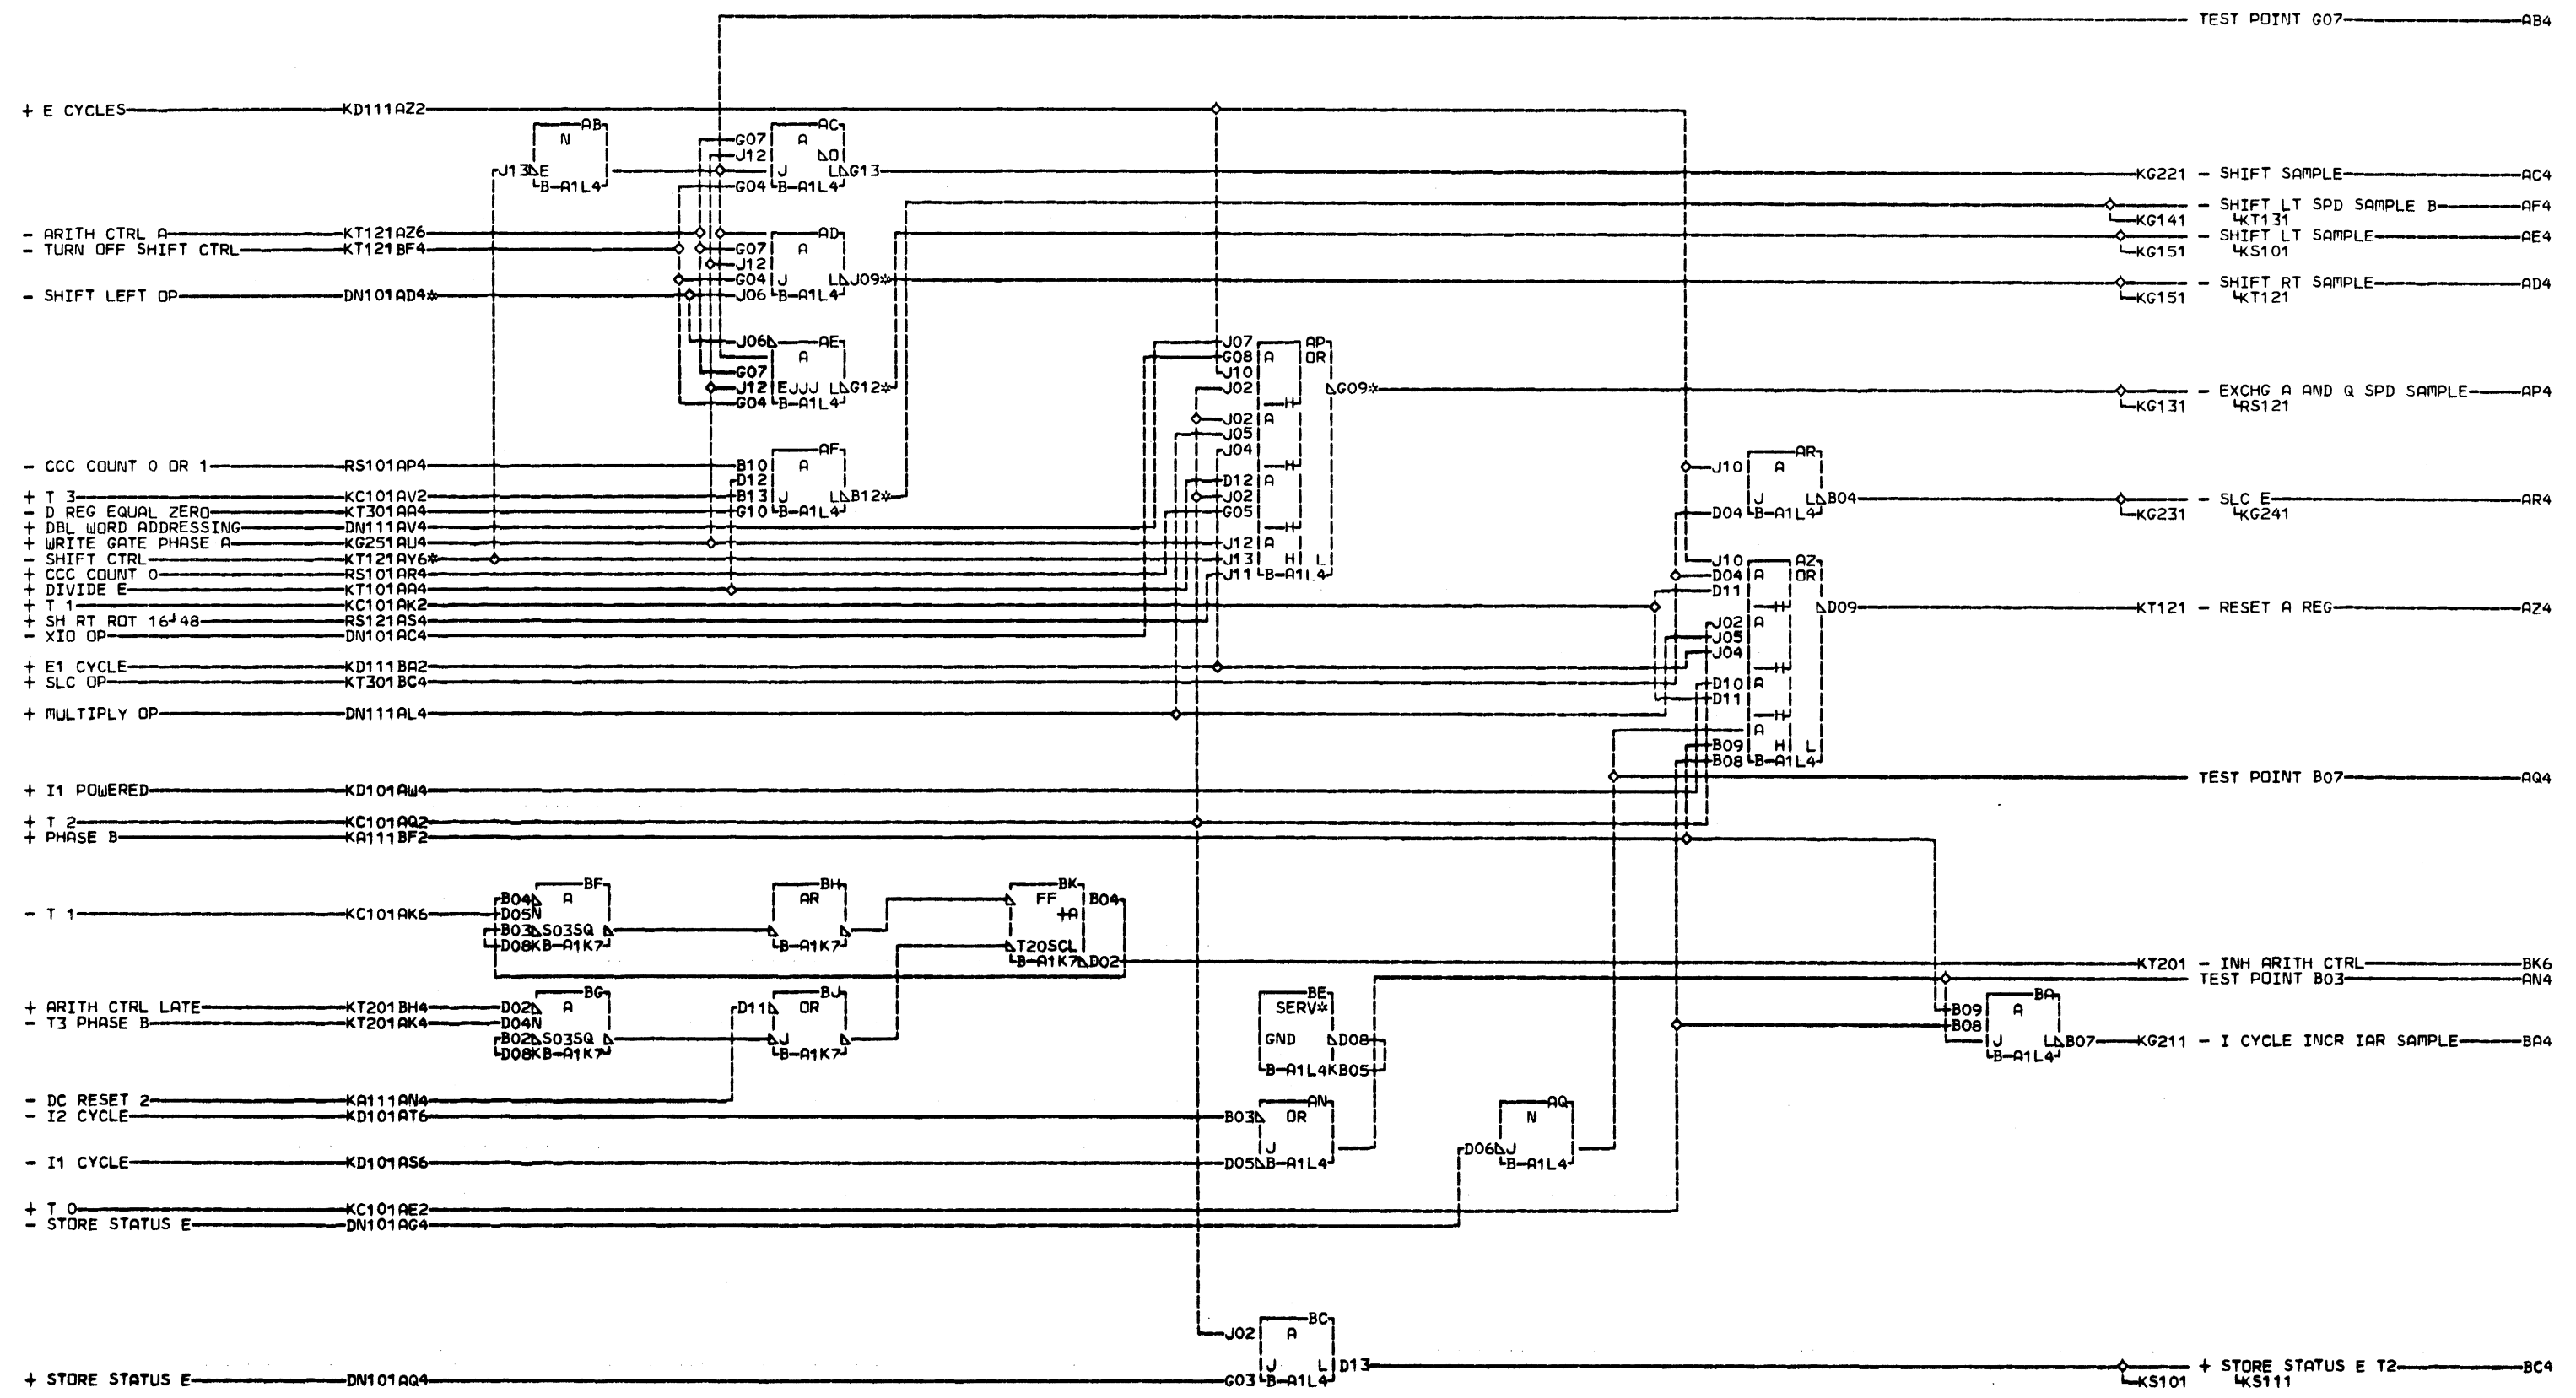 TEST POINT G07 AB4
+ E CYCLES KD111AZ2
AB AC
N G07 A
J12 DO
J13 E J L G13 KG221 - SHIFT SAMPLE AC4
B-A1L4 G04 B-A1L4
- SHIFT LT SPD SAMPLE B AF4
KG141 KT131
- ARITH CTRL A KT121AZ6 AD - SHIFT LT SAMPLE AE4
- TURN OFF SHIFT CTRL KT121BF4 G07 A KG151 KS101
J12
G04 J L J09* - SHIFT RT SAMPLE AD4
- SHIFT LEFT OP DN101AD4* J06 B-A1L4 KG151 KT121
J06 AE J07 AP
A G08 A OR
G07 J10
J12 EJJJ L G12* J02 G09* - EXCHG A AND Q SPD SAMPLE AP4
G04 B-A1L4 H KG131 RS121
J02 A
J05
AF J04 AR
- CCC COUNT 0 OR 1 RS101AP4 B10 A H J10 A
D12 D12 A
+ T 3 KC101AV2 B13 J L B12* J02 J L B04 - SLC E AR4
- D REG EQUAL ZERO KT301AA4 G10 B-A1L4 G05 D04 B-A1L4 KG231 KG241
+ DBL WORD ADDRESSING DN111AV4 H
+ WRITE GATE PHASE A KG251AU4 J12 A
- SHIFT CTRL KT121AY6* J13 H L J10 AZ
+ CCC COUNT 0 RS101AR4 J11 B-A1L4 D04 A OR
+ DIVIDE E KT101AA4 D11
+ T 1 KC101AK2 H D09 KT121 - RESET A REG AZ4
+ SH RT ROT 16 48 RS121AS4 J02 A
- XIO OP DN101AC4 J05
J04
+ E1 CYCLE KD111BA2 H
+ SLC OP KT301BC4 D10 A
D11
+ MULTIPLY OP DN111AL4 H
A
B09 H L
B08 B-A1L4
TEST POINT B07 AQ4
+ I1 POWERED KD101AW4
+ T 2 KC101AQ2
+ PHASE B KA111BF2
BF BH BK
B04 A AR FF B04
- T 1 KC101AK6 D05N +A
B03 S03SQ
D08KB-A1K7 B-A1K7 T20SCL
B-A1K7 D02 KT201 - INH ARITH CTRL BK6
TEST POINT B03 AN4
BG BJ BE BA
+ ARITH CTRL LATE KT201BH4 D02 A D11 OR SERV* B09 A
- T3 PHASE B KT201AK4 D04N B08
B02 S03SQ J GND D08 J L B07 KG211 - I CYCLE INCR IAR SAMPLE BA4
D08KB-A1K7 B-A1K7 B-A1L4
B-A1L4KB05
- DC RESET 2 KA111AN4 AN AQ
- I2 CYCLE KD101AT6 B03 OR N
J D06 J
- I1 CYCLE KD101AS6 D05 B-A1L4 B-A1L4
+ T 0 KC101AE2
- STORE STATUS E DN101AG4
BC
J02 A
J L D13 + STORE STATUS E T2 BC4
+ STORE STATUS E DN101AQ4 G03 B-A1L4 KS101 KS111